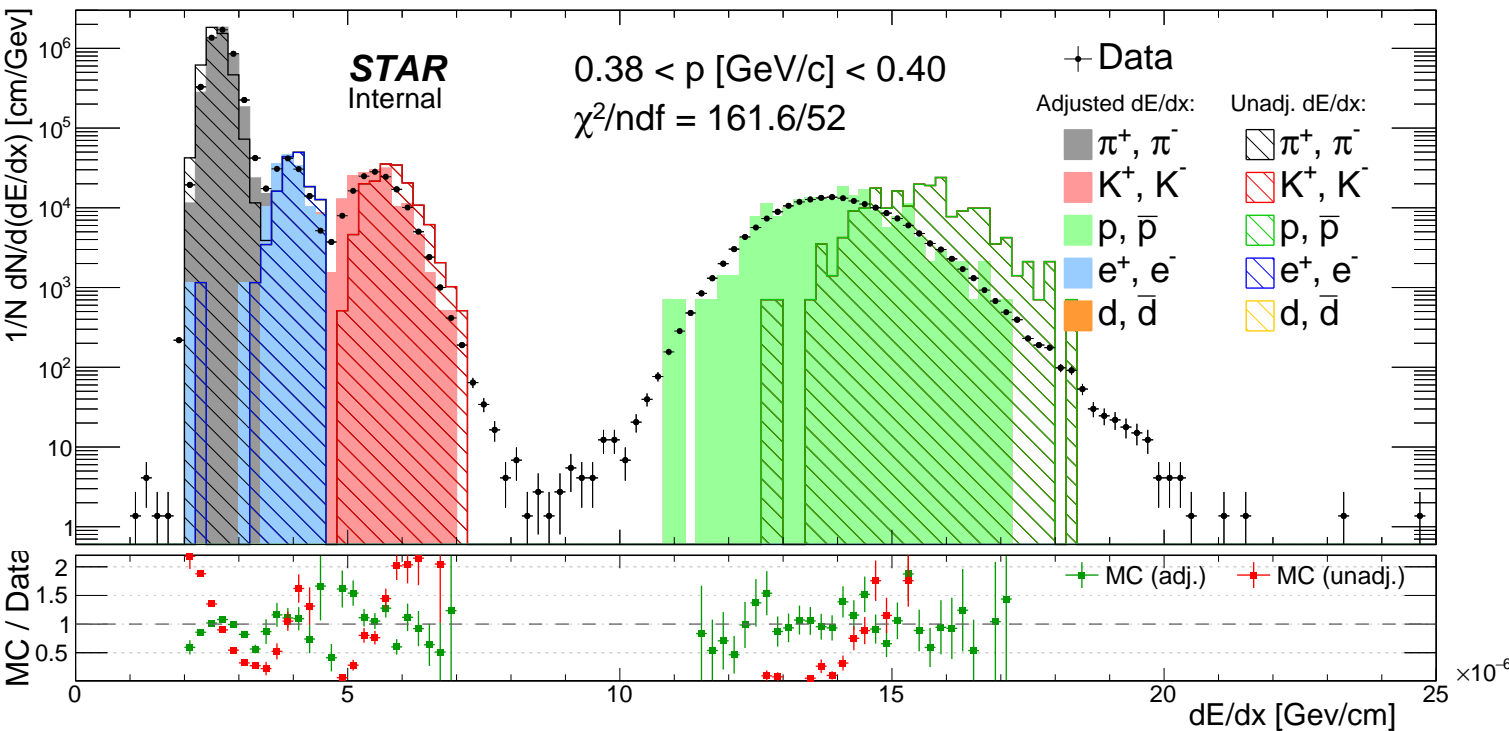 1/N dN/d(dE/dx) [cm/Gev]
10⁶
10⁵
10⁴
10³
10²
10
1
STAR
Internal
0.38 < p [GeV/c] < 0.40
χ²/ndf = 161.6/52
Data
Adjusted dE/dx: Unadj. dE/dx:
π⁺, π⁻ π⁺, π⁻
K⁺, K⁻ K⁺, K⁻
p, p̅ p, p̅
e⁺, e⁻ e⁺, e⁻
d, d̅ d, d̅
MC / Data
2
1.5
1
0.5
MC (adj.) MC (unadj.)
0 5 10 15 20 25
×10⁻⁶
dE/dx [Gev/cm]